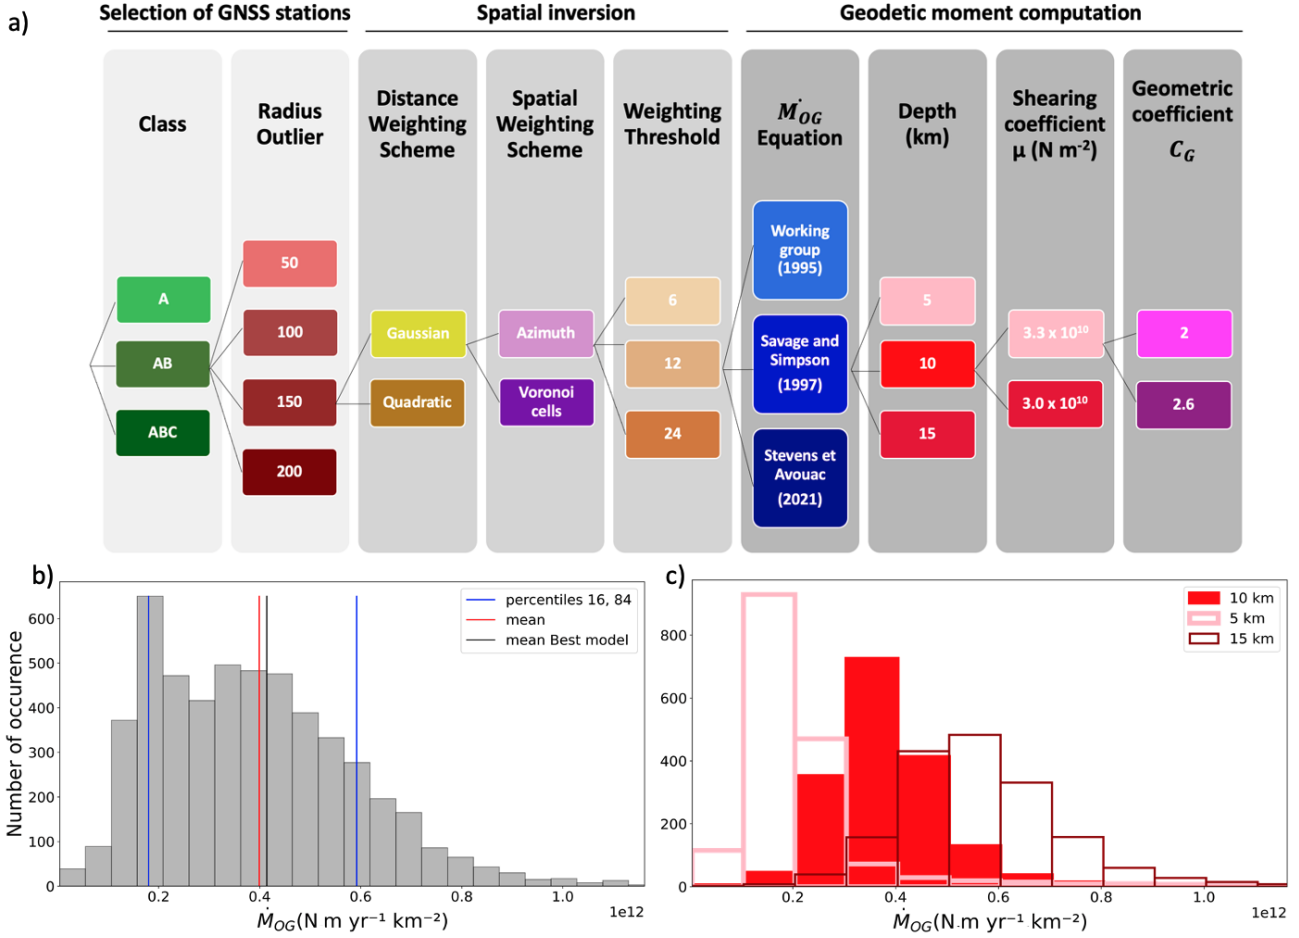 a)
Selection of GNSS stations
Spatial inversion
Geodetic moment computation
Class
Radius
Outlier
Distance
Weighting
Scheme
Spatial
Weighting
Scheme
Weighting
Threshold
Ṁ_OG
Equation
Depth
(km)
Shearing
coefficient
μ (N m⁻²)
Geometric
coefficient
C_G
A
AB
ABC
50
100
150
200
Gaussian
Quadratic
Azimuth
Voronoi
cells
6
12
24
Working
group
(1995)
Savage and
Simpson
(1997)
Stevens et
Avouac
(2021)
5
10
15
3.3 x 10¹⁰
3.0 x 10¹⁰
2
2.6
b)
Number of occurence
600
500
400
300
200
100
0
0.2
0.4
0.6
0.8
1.0
1e12
Ṁ_OG(N m yr⁻¹ km⁻²)
percentiles 16, 84
mean
mean Best model
c)
800
600
400
200
0
0.2
0.4
0.6
0.8
1.0
1e12
Ṁ_OG(N m yr⁻¹ km⁻²)
10 km
5 km
15 km